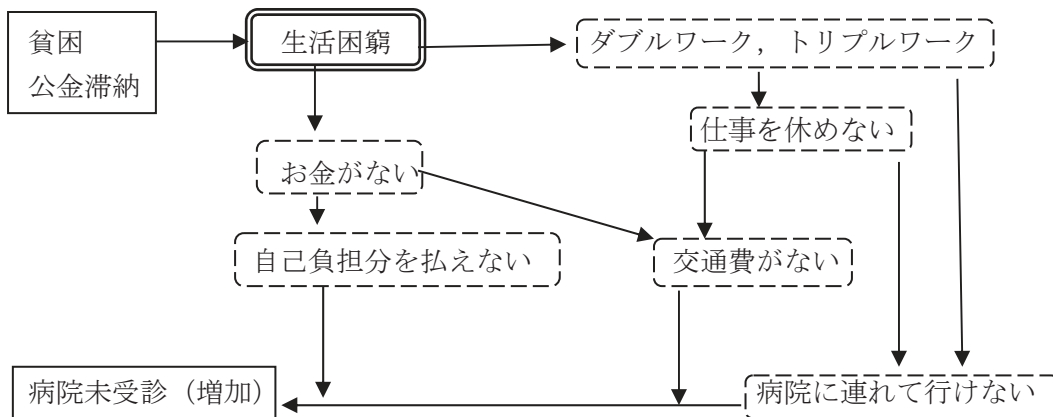 貧困
公金滞納
生活困窮
ダブルワーク，トリプルワーク
仕事を休めない
お金がない
自己負担分を払えない
交通費がない
病院未受診（増加）
病院に連れて行けない